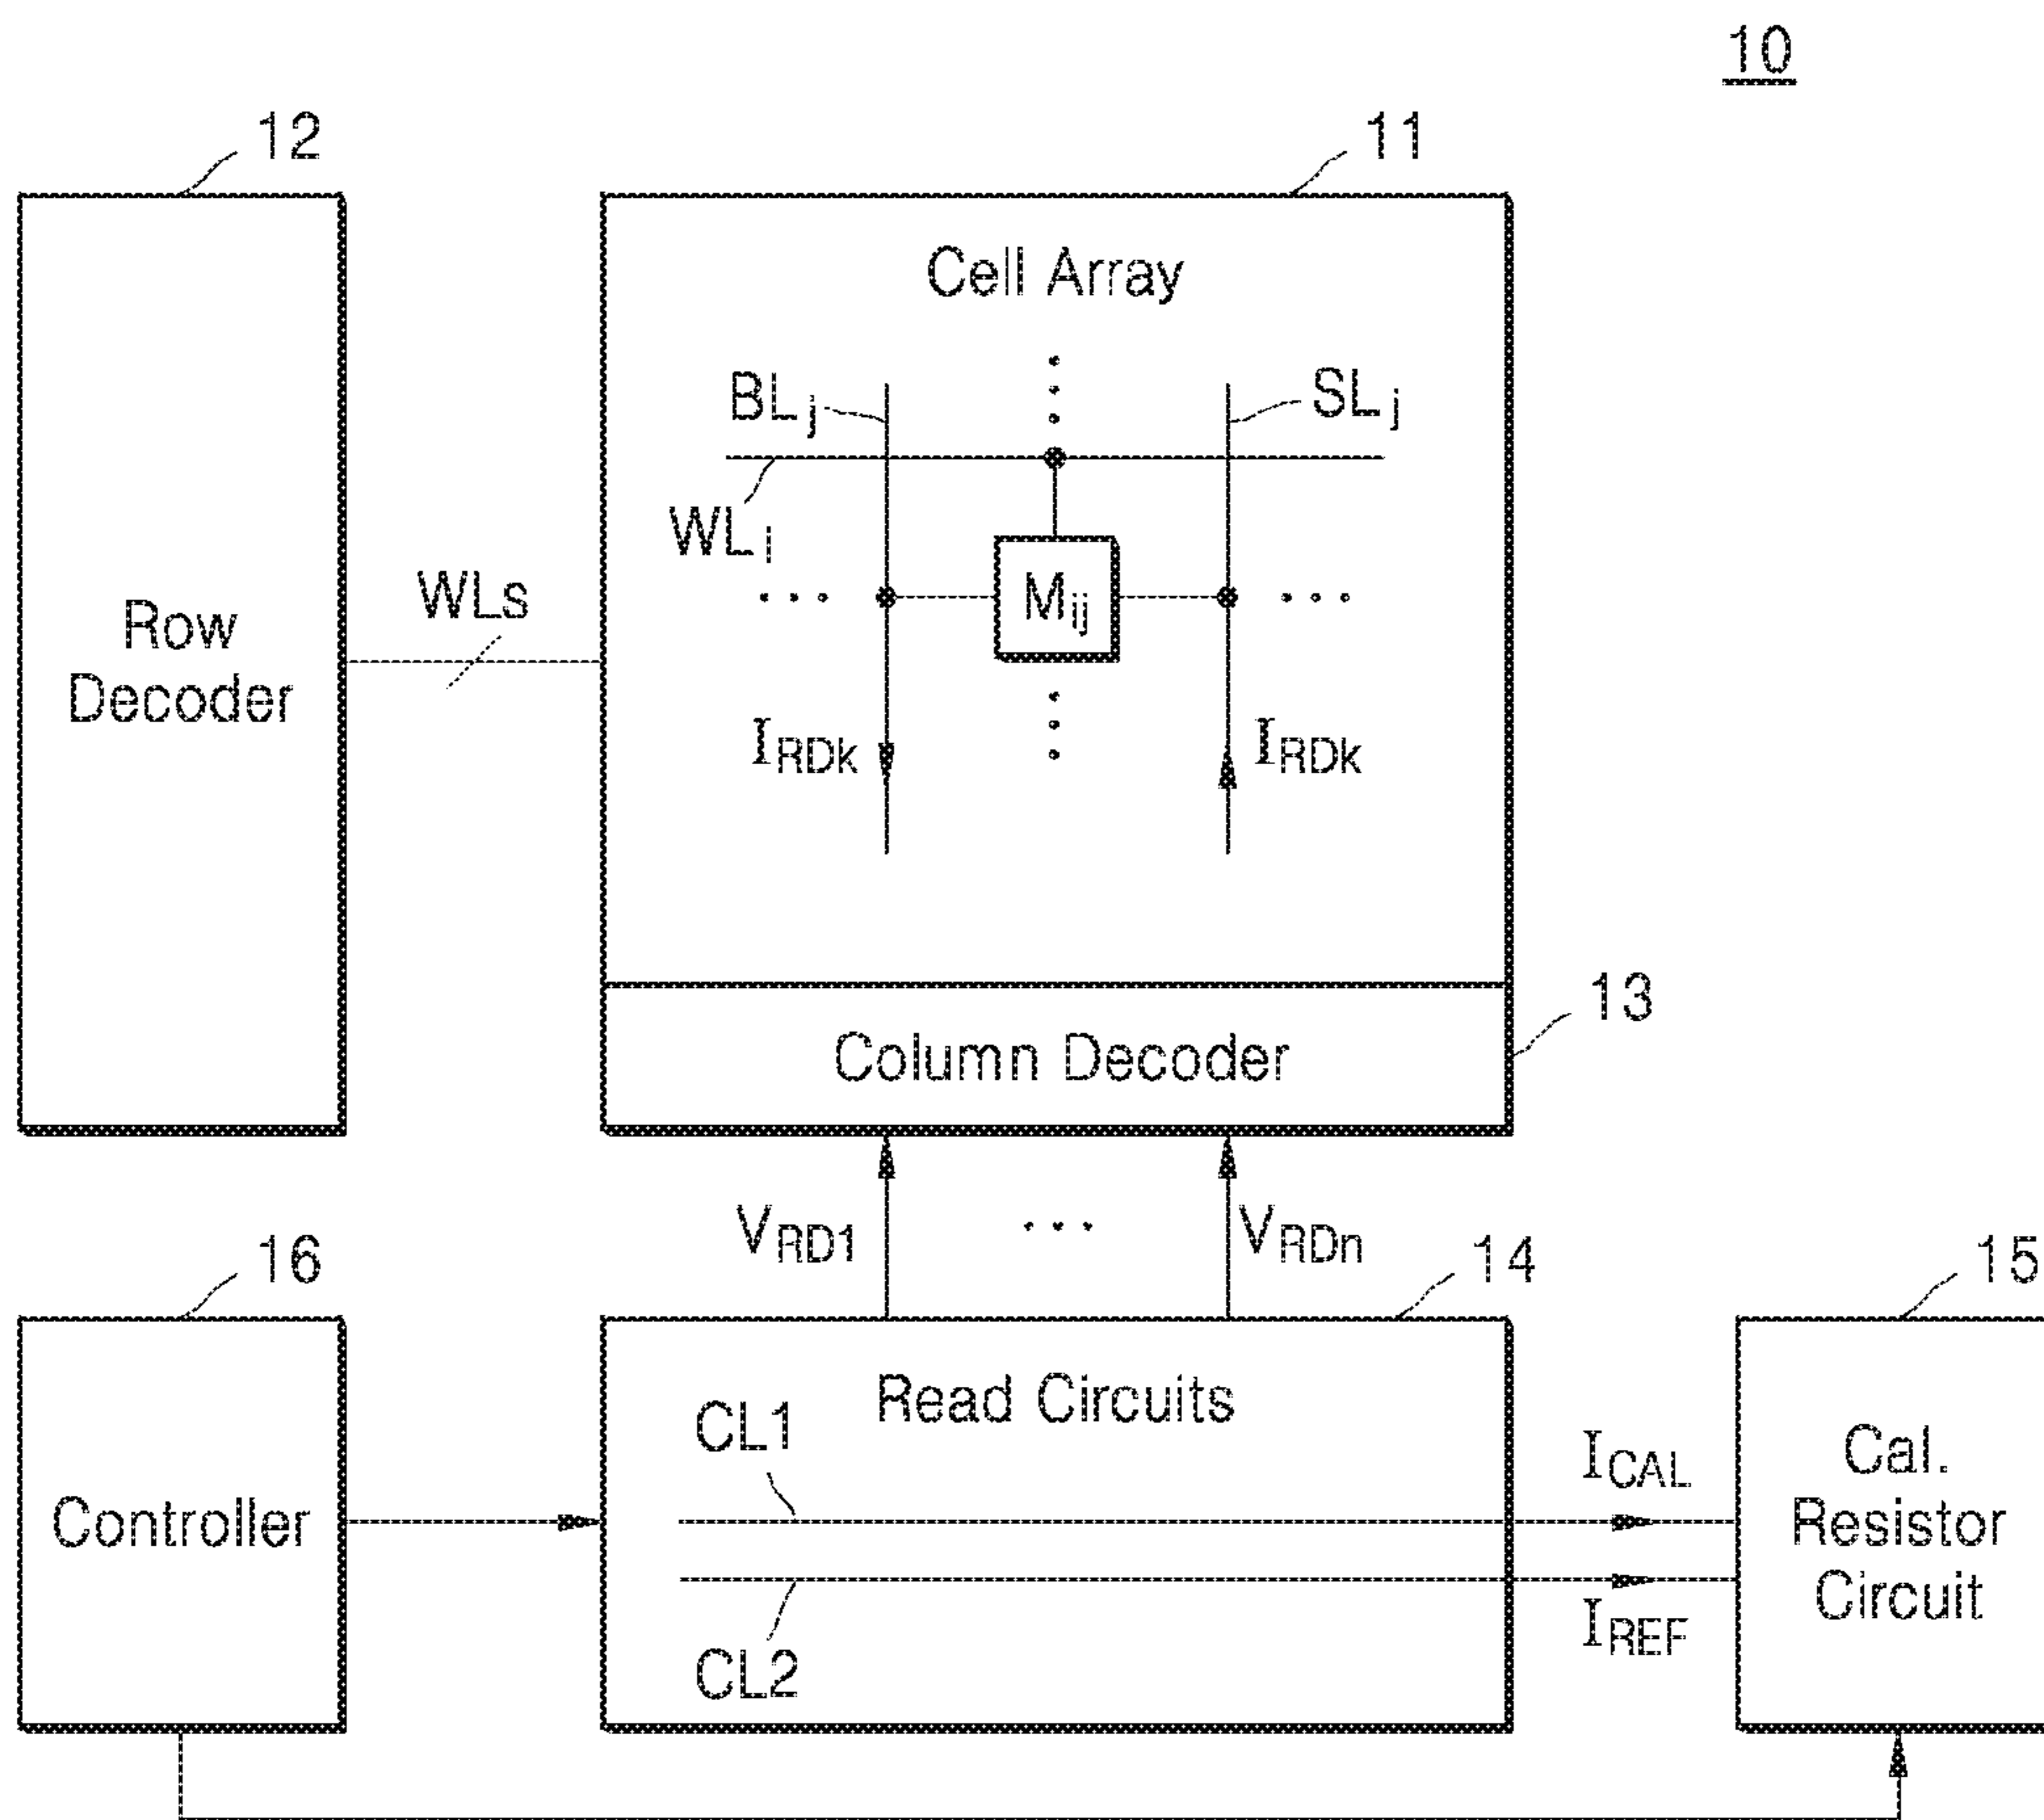 10
12
11
Cell Array
BLj
SLj
WLi
Mij
Row
Decoder
WLs
IRDk
IRDk
13
Column Decoder
VRD1
VRDn
16
14
15
Read Circuits
CL1
ICAL
Controller
Cal.
Resistor
Circuit
IREF
CL2